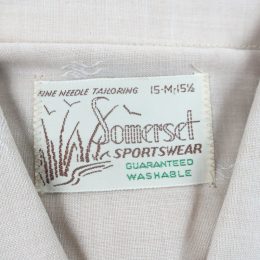 FINE NEEDLE TAILORING 15-M-15½
Somerset
SPORTSWEAR
GUARANTEED
WASHABLE